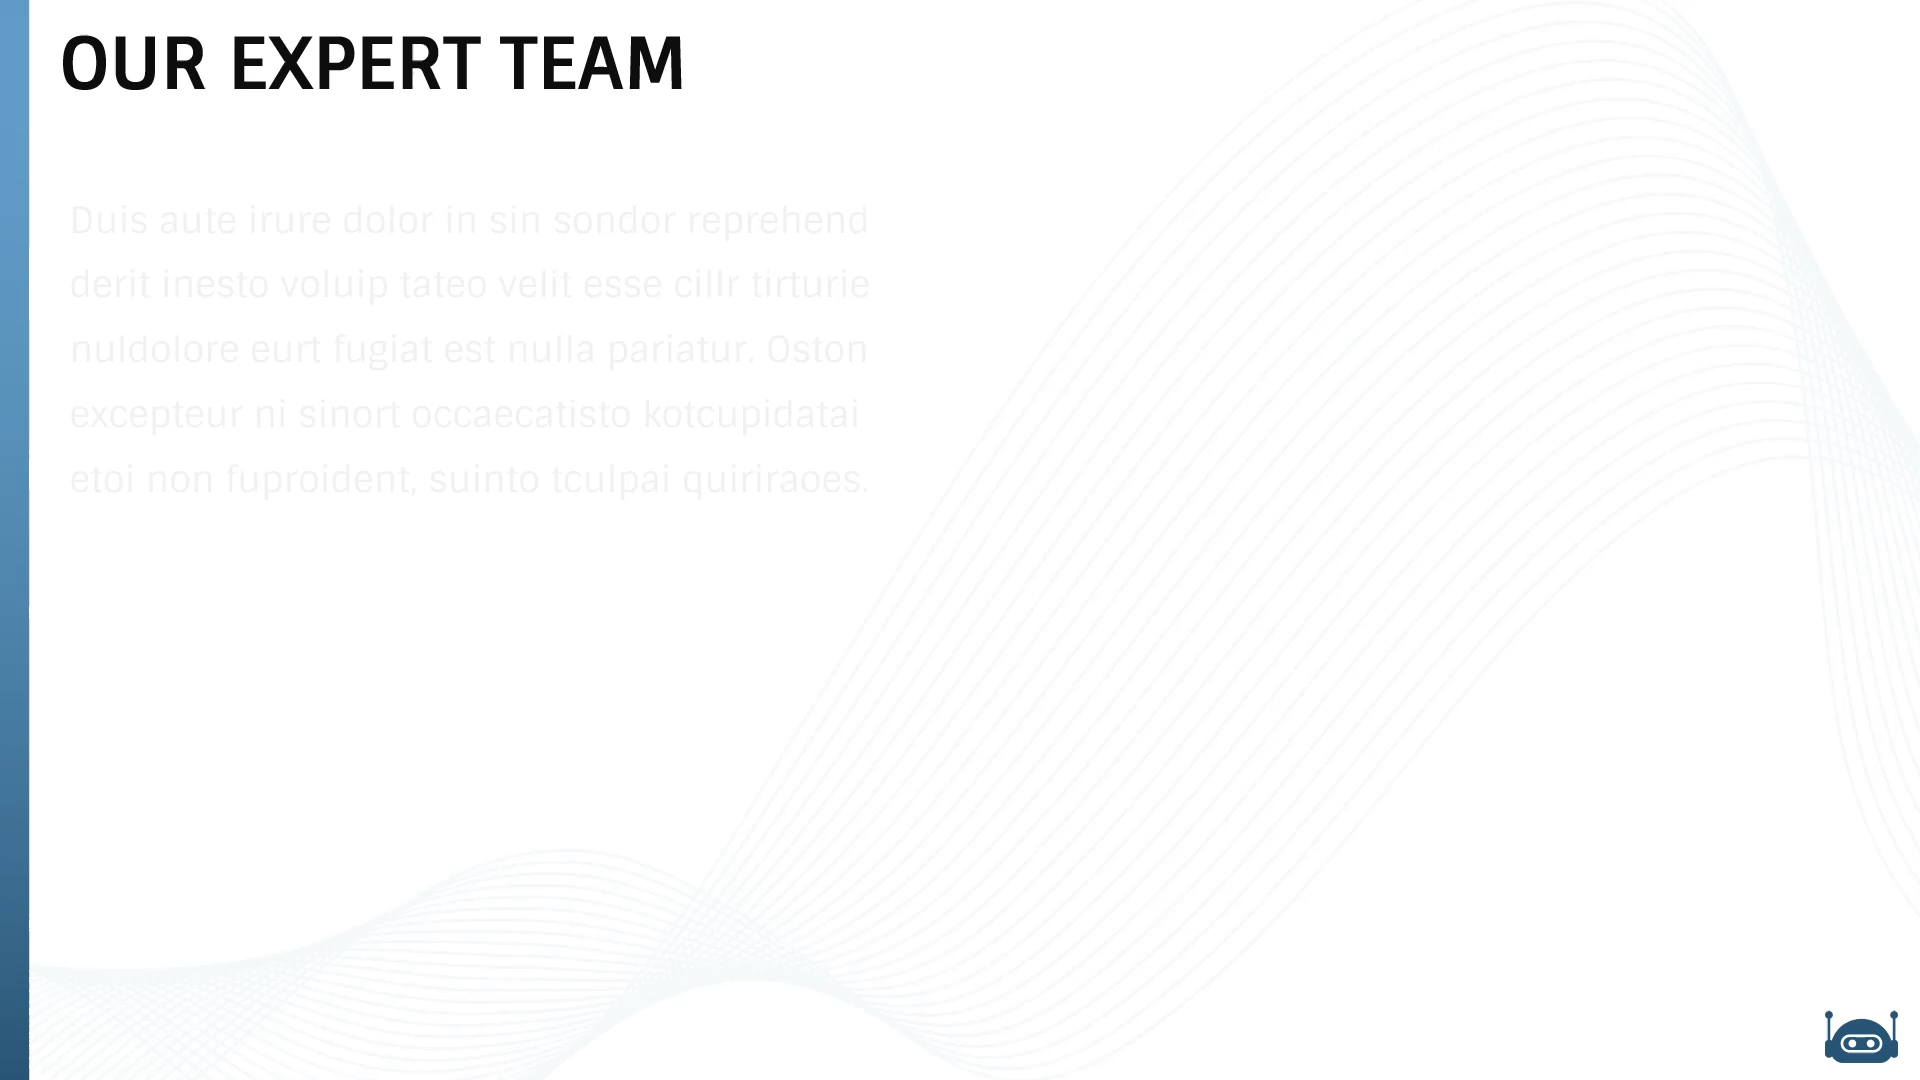 OUR EXPERT TEAM
Duis aute irure dolor in sin sondor reprehend
derit inesto voluip tateo velit esse cillr tirturie
nuldolore eurt fugiat est nulla pariatur. Oston
excepteur ni sinort occaecatisto kotcupidatai
etoi non fuproident, suinto tculpai quiriraoes.